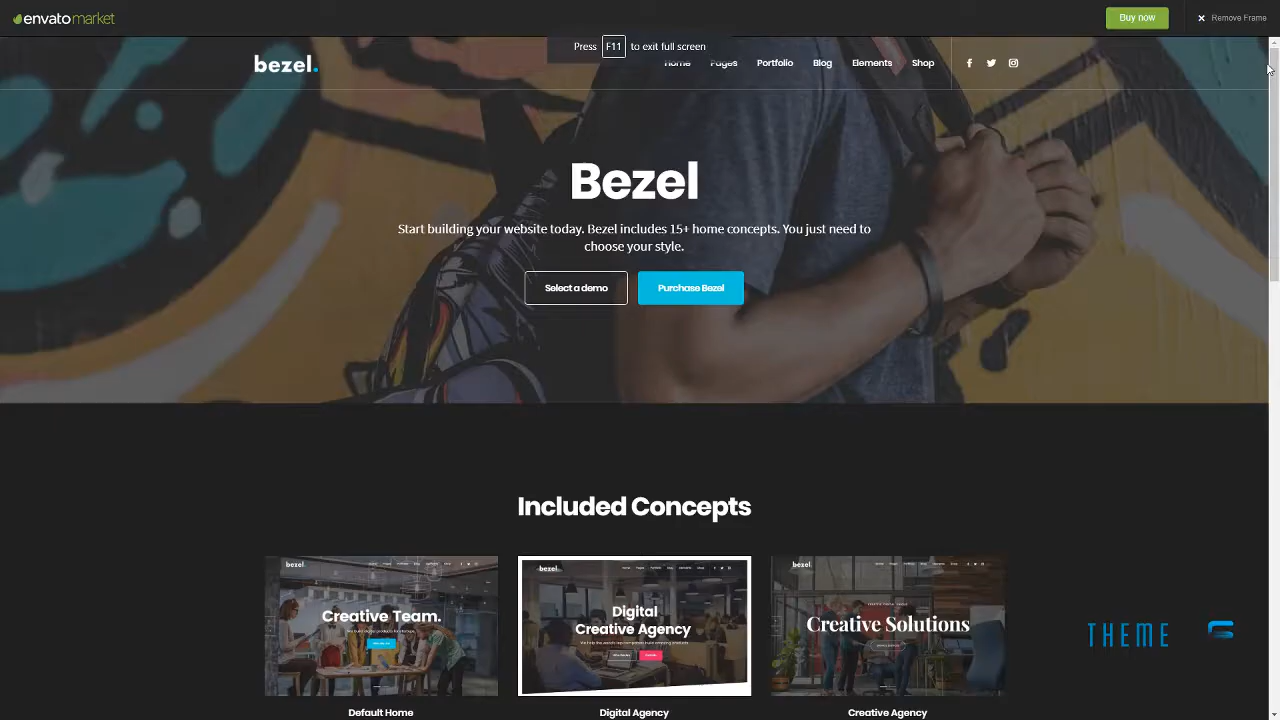 envato market
Buy now
Remove Frame
Press F11 to exit full screen
bezel.
Home Pages Portfolio Blog Elements Shop
Bezel
Start building your website today. Bezel includes 15+ home concepts. You just need to
choose your style.
Select a demo
Purchase Bezel
Included Concepts
bezel
Creative Team.
bezel
Digital
Creative Agency
bezel
Creative Solutions
THEME
Default Home
Digital Agency
Creative Agency